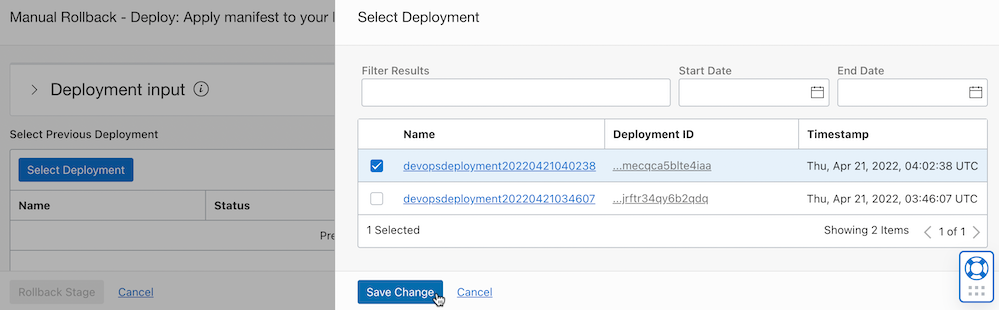 Manual Rollback - Deploy: Apply manifest to your
Deployment input
Select Previous Deployment
Select Deployment
Name Status
Pre
Rollback Stage Cancel
Select Deployment
Filter Results Start Date End Date
Name Deployment ID Timestamp
devopsdeployment20220421040238 ...mecqca5blte4iaa Thu, Apr 21, 2022, 04:02:38 UTC
devopsdeployment20220421034607 ...jrftr34qy6b2qdq Thu, Apr 21, 2022, 03:46:07 UTC
1 Selected Showing 2 Items 1 of 1
Save Change Cancel